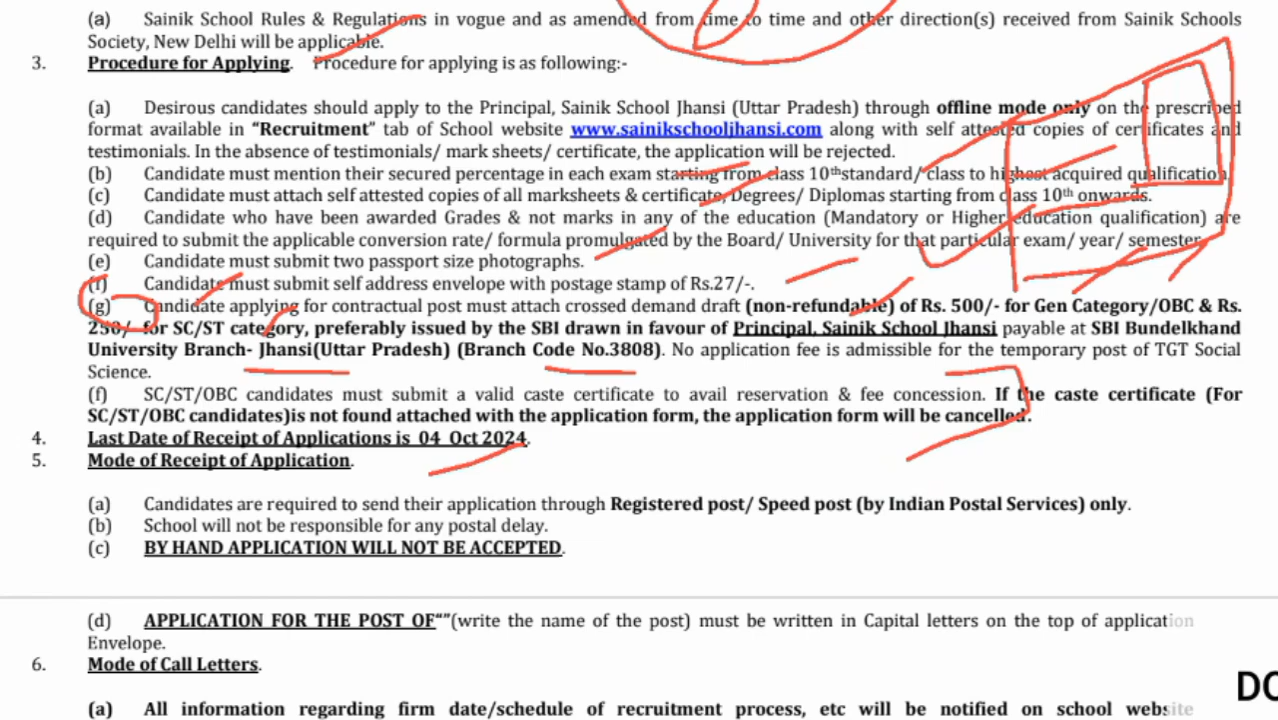 (a) Sainik School Rules & Regulations in vogue and as amended from time to time and other direction(s) received from Sainik Schools
Society, New Delhi will be applicable.
3. Procedure for Applying. Procedure for applying is as following:-
(a) Desirous candidates should apply to the Principal, Sainik School Jhansi (Uttar Pradesh) through offline mode only on the prescribed
format available in “Recruitment” tab of School website www.sainikschooljhansi.com along with self attested copies of certificates and
testimonials. In the absence of testimonials/ mark sheets/ certificate, the application will be rejected.
(b) Candidate must mention their secured percentage in each exam starting from class 10thstandard/ class to highest acquired qualification.
(c) Candidate must attach self attested copies of all marksheets & certificate, Degrees/ Diplomas starting from class 10th onwards.
(d) Candidate who have been awarded Grades & not marks in any of the education (Mandatory or Higher education qualification) are
required to submit the applicable conversion rate/ formula promulgated by the Board/ University for that particular exam/ year/ semester.
(e) Candidate must submit two passport size photographs.
(f) Candidate must submit self address envelope with postage stamp of Rs.27/-.
(g) Candidate applying for contractual post must attach crossed demand draft (non-refundable) of Rs. 500/- for Gen Category/OBC & Rs.
250/- for SC/ST category, preferably issued by the SBI drawn in favour of Principal, Sainik School Jhansi payable at SBI Bundelkhand
University Branch- Jhansi(Uttar Pradesh) (Branch Code No.3808). No application fee is admissible for the temporary post of TGT Social
Science.
(f) SC/ST/OBC candidates must submit a valid caste certificate to avail reservation & fee concession. If the caste certificate (For
SC/ST/OBC candidates)is not found attached with the application form, the application form will be cancelled.
4. Last Date of Receipt of Applications is 04 Oct 2024.
5. Mode of Receipt of Application.
(a) Candidates are required to send their application through Registered post/ Speed post (by Indian Postal Services) only.
(b) School will not be responsible for any postal delay.
(c) BY HAND APPLICATION WILL NOT BE ACCEPTED.
(d) APPLICATION FOR THE POST OF“”(write the name of the post) must be written in Capital letters on the top of application
Envelope.
6. Mode of Call Letters.
(a) All information regarding firm date/schedule of recruitment process, etc will be notified on school website
DO